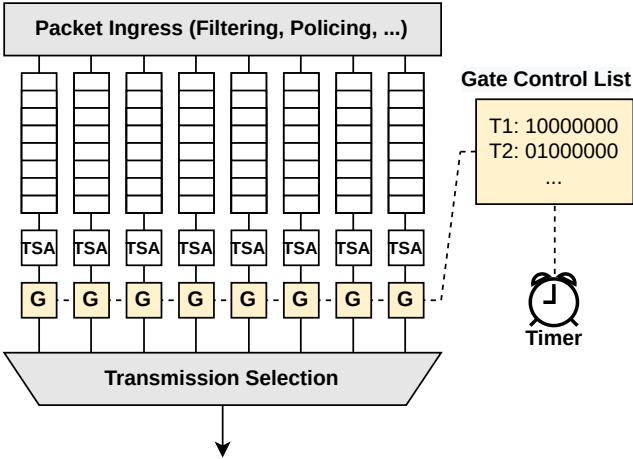 Packet Ingress (Filtering, Policing, ...)
Gate Control List
T1: 10000000
T2: 01000000
...
TSA TSA TSA TSA TSA TSA TSA TSA
G G G G G G G G
Timer
Transmission Selection